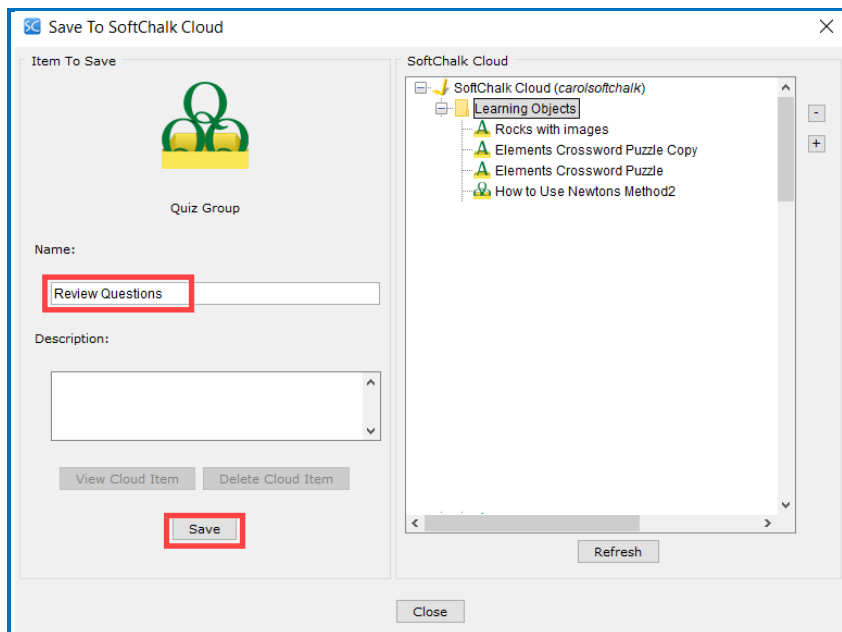 SC Save To SoftChalk Cloud
Item To Save
Quiz Group
Name:
Review Questions
Description:
View Cloud Item Delete Cloud Item
Save
SoftChalk Cloud
SoftChalk Cloud (carolsoftchalk)
Learning Objects
A Rocks with images
A Elements Crossword Puzzle Copy
A Elements Crossword Puzzle
How to Use Newtons Method2
-
+
Refresh
Close